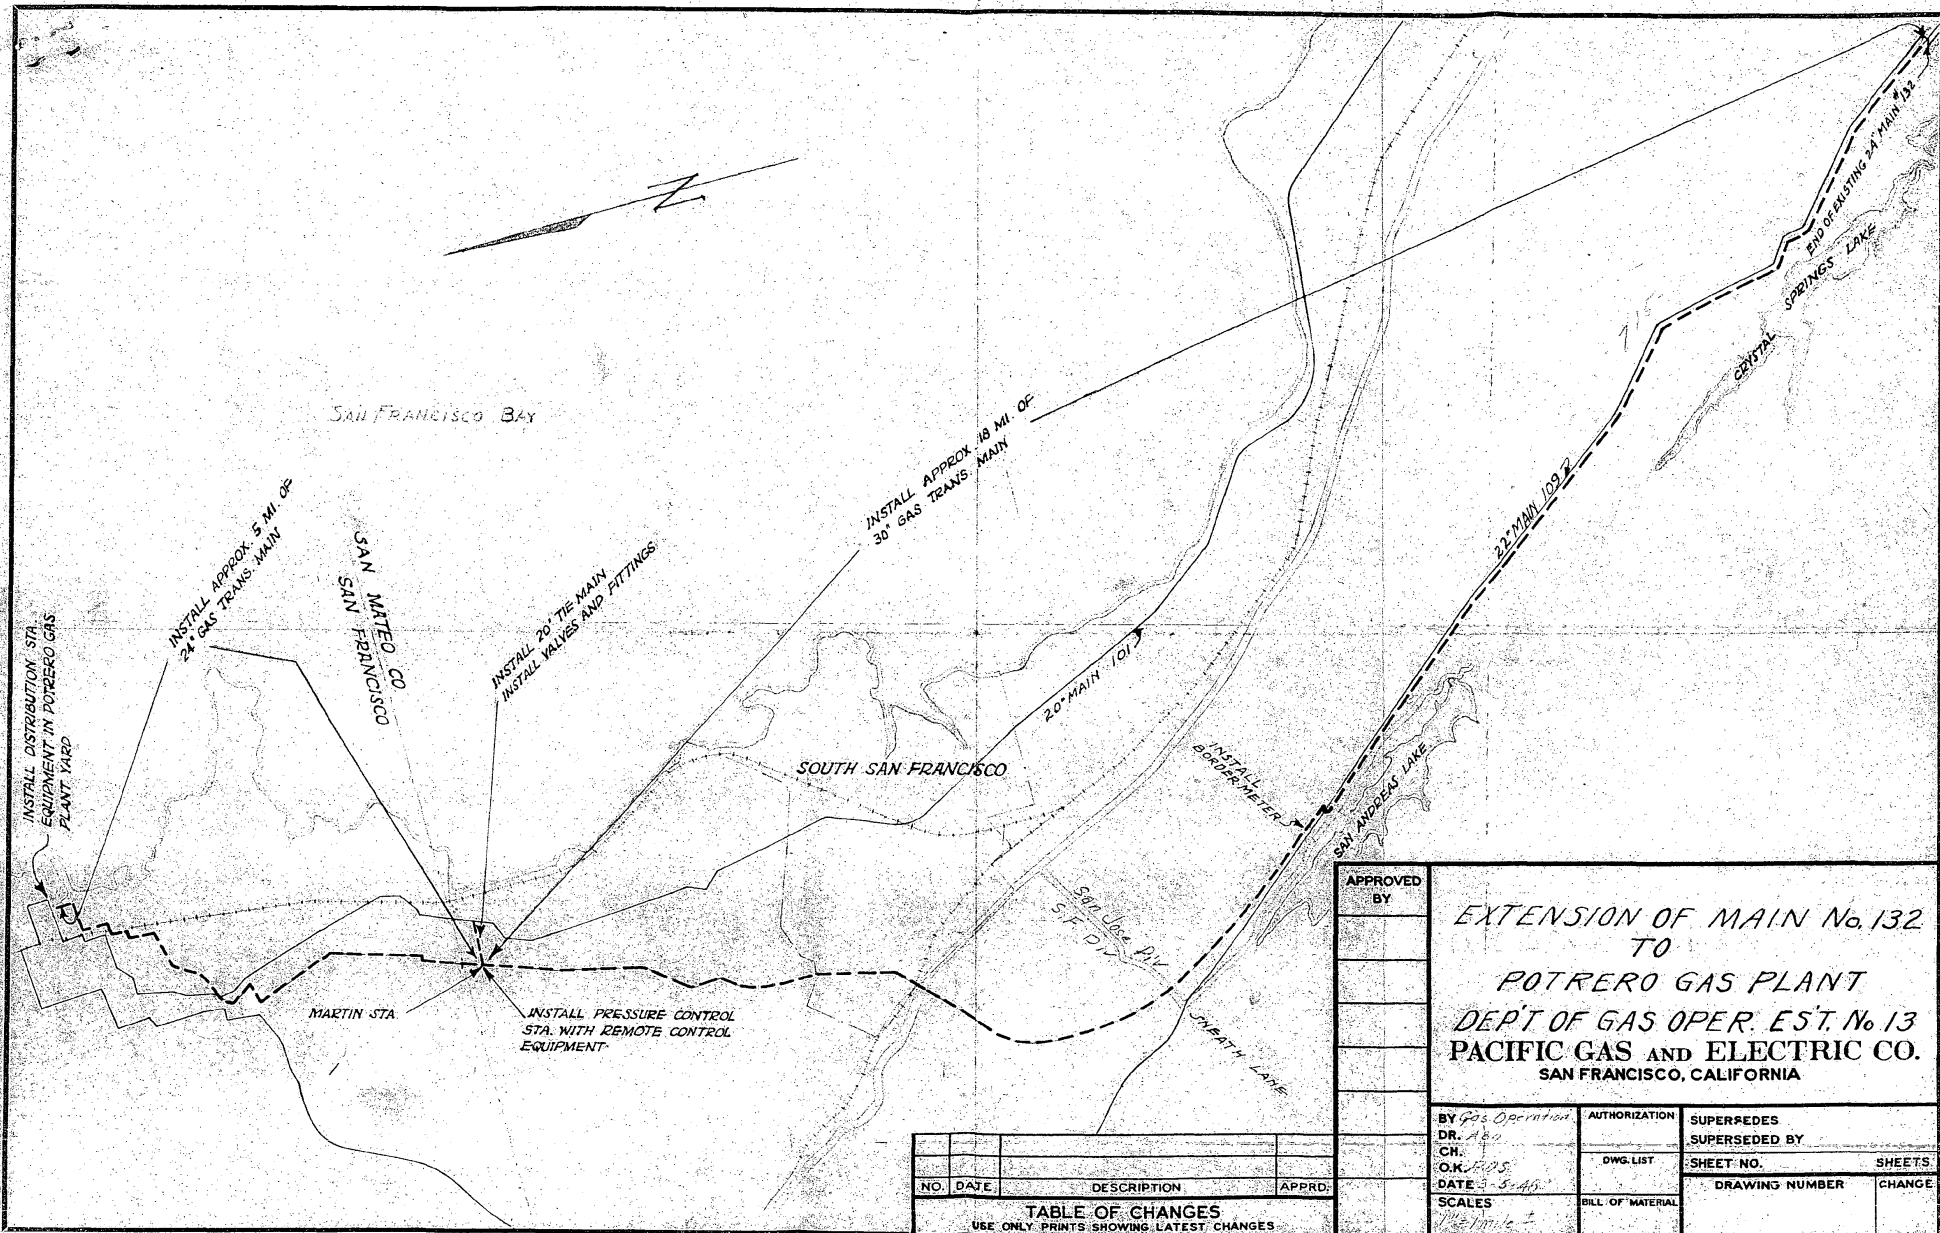 N
SAN FRANCISCO BAY
END OF EXISTING 24" MAIN #132
CRYSTAL SPRINGS LAKE
INSTALL APPROX. 5 MI. OF
24" GAS TRANS. MAIN
SAN MATEO CO
SAN FRANCISCO
INSTALL 20" TIE MAIN
INSTALL VALVES AND FITTINGS
INSTALL APPROX. 18 MI. OF
30" GAS TRANS. MAIN
22" MAIN 109
20" MAIN 101
INSTALL DISTRIBUTION STA.
EQUIPMENT IN POTRERO GAS
PLANT YARD
SOUTH SAN FRANCISCO
INSTALL
BORDER METER
SAN ANDREAS LAKE
San Jose Div
S.F. Div
SNEATH LANE
MARTIN STA
INSTALL PRESSURE CONTROL
STA. WITH REMOTE CONTROL
EQUIPMENT
APPROVED
BY
EXTENSION OF MAIN No. 132
TO
POTRERO GAS PLANT
DEP'T OF GAS OPER. EST. No 13
PACIFIC GAS AND ELECTRIC CO.
SAN FRANCISCO, CALIFORNIA
BY Gas Operation
DR.
CH.
O.K.
DATE
SCALES
1"=1 mile ±
AUTHORIZATION
DWG. LIST
BILL OF MATERIAL
SUPERSEDES
SUPERSEDED BY
SHEET NO. SHEETS
DRAWING NUMBER CHANGE
NO. DATE DESCRIPTION APPRD.
TABLE OF CHANGES
USE ONLY PRINTS SHOWING LATEST CHANGES